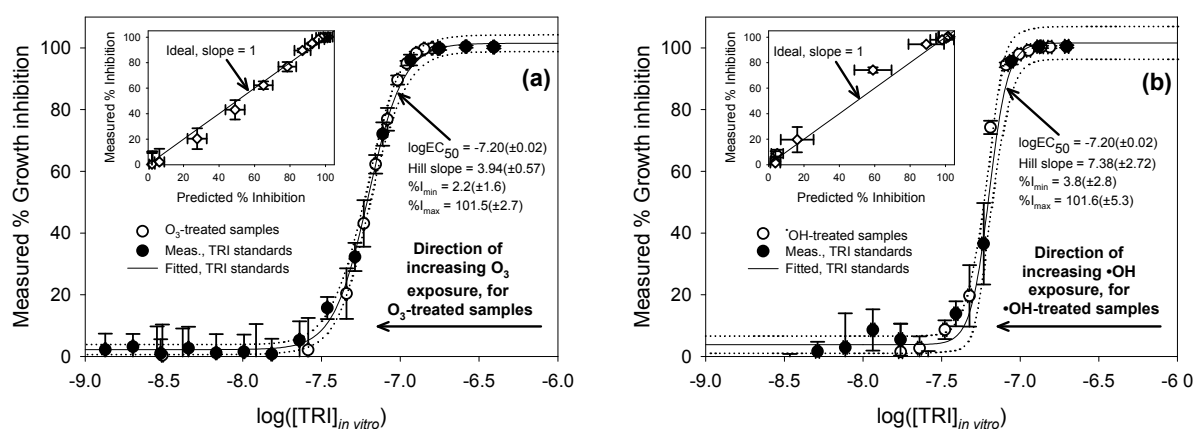 Measured % Growth inhibition
100
80
60
40
20
0
-9.0 -8.5 -8.0 -7.5 -7.0 -6.5 -6.0
log([TRI]in vitro)
(a)
Measured % Inhibition
100
80
60
40
20
0
0 20 40 60 80 100
Predicted % Inhibition
Ideal, slope = 1
logEC50 = -7.20(±0.02)
Hill slope = 3.94(±0.57)
%Imin = 2.2(±1.6)
%Imax = 101.5(±2.7)
O3-treated samples
Meas., TRI standards
Fitted, TRI standards
Direction of
increasing O3
exposure, for
O3-treated samples
Measured % Growth inhibition
100
80
60
40
20
0
-9.0 -8.5 -8.0 -7.5 -7.0 -6.5 -6.0
log([TRI]in vitro)
(b)
Measured % Inhibition
100
80
60
40
20
0
0 20 40 60 80 100
Predicted % Inhibition
Ideal, slope = 1
logEC50 = -7.20(±0.02)
Hill slope = 7.38(±2.72)
%Imin = 3.8(±2.8)
%Imax = 101.6(±5.3)
•OH-treated samples
Meas., TRI standards
Fitted, TRI standards
Direction of
increasing •OH
exposure, for
•OH-treated samples